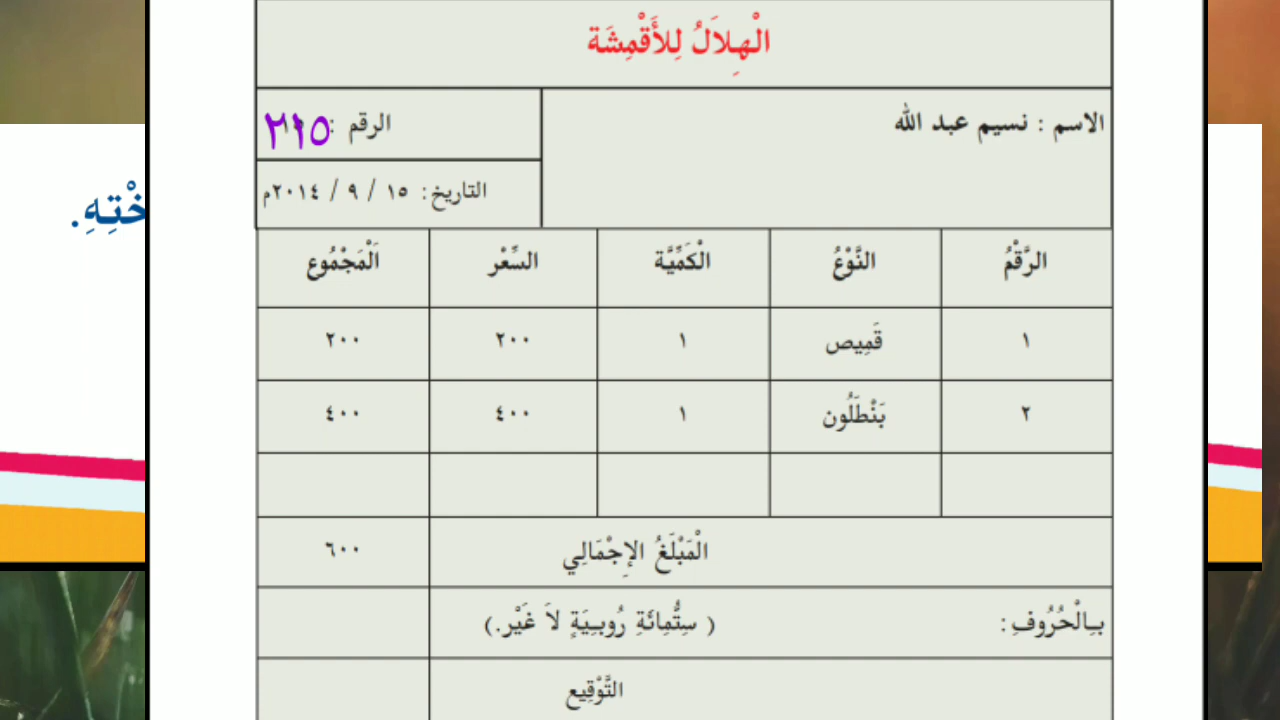 الْهِلاَلُ لِلأَقْمِشَة
الاسم : نسيم عبد الله
الرقم : ٢١٥
التاريخ: ١٥ / ٩ / ٢٠١٤م
الرَّقْمُ النَّوْعُ الْكَمِّيَّة السِّعْر اَلْمَجْمُوع
١ قَمِيص ١ ٢٠٠ ٢٠٠
٢ بَنْطَلُون ١ ٤٠٠ ٤٠٠
الْمَبْلَغُ الإِجْمَالِي ٦٠٠
بِالْحُرُوفِ: ( سِتُّمِائَةِ رُوبِيَةٍ لاَ غَيْر.)
التَّوْقِيع